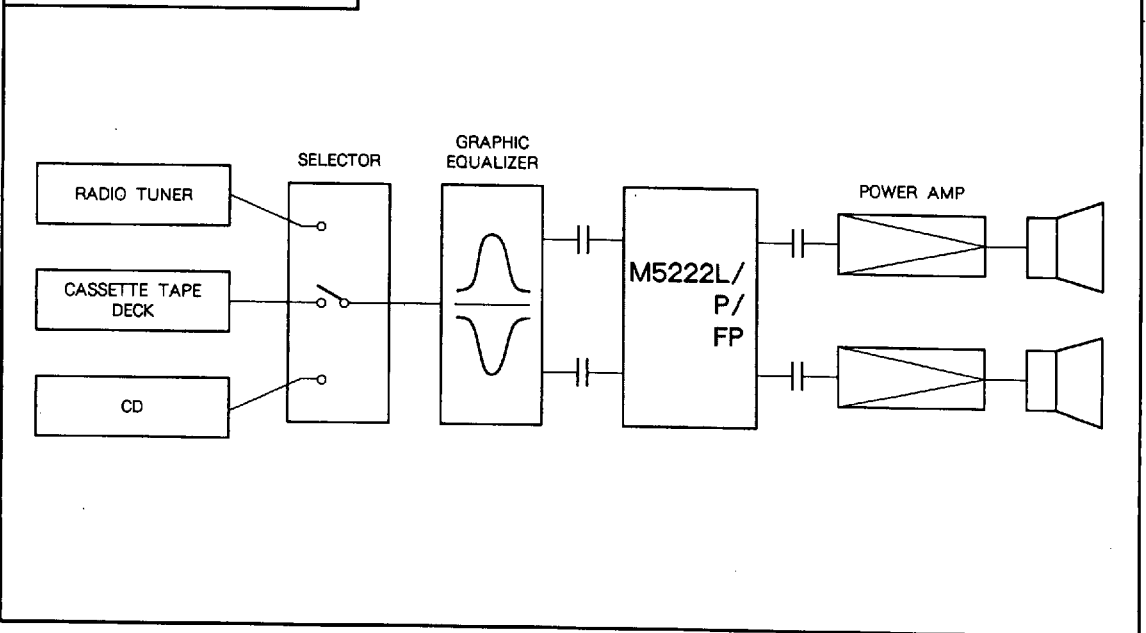 RADIO TUNER
CASSETTE TAPE
DECK
CD
SELECTOR
GRAPHIC
EQUALIZER
M5222L/
P/
FP
POWER AMP